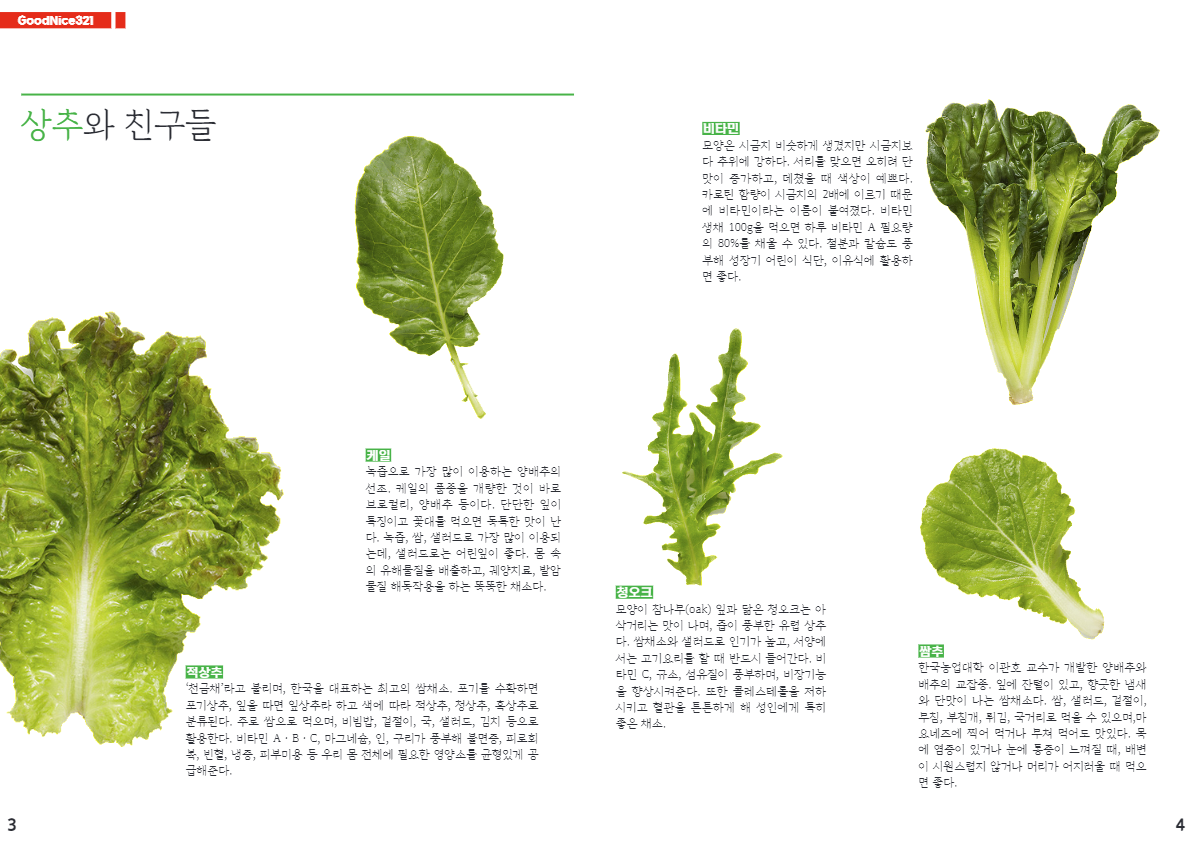 GoodNice321
상추와 친구들
케일
녹즙으로 가장 많이 이용하는 양배추의
선조. 케일의 품종을 개량한 것이 바로
브로컬리, 양배추 등이다. 단단한 잎이
특징이고 꽃대를 먹으면 톡특한 맛이 난
다. 녹즙, 쌈, 샐러드로 가장 많이 이용되
는데, 샐러드로는 어린잎이 좋다. 몸 속
의 유해물질을 배출하고, 궤양치료, 발암
물질 해독작용을 하는 똑똑한 채소다.
적상추
‘천금채’라고 불리며, 한국을 대표하는 최고의 쌈채소. 포기를 수확하면
포기상추, 잎을 따면 잎상추라 하고 색에 따라 적상추, 청상추, 흑상추로
분류된다. 주로 쌈으로 먹으며, 비빔밥, 겉절이, 국, 샐러드, 김치 등으로
활용한다. 비타민 A · B · C, 마그네슘, 인, 구리가 풍부해 불면증, 피로회
복, 빈혈, 냉증, 피부미용 등 우리 몸 전체에 필요한 영양소를 균형있게 공
급해준다.
3
비타민
모양은 시금치 비슷하게 생겼지만 시금치보
다 추위에 강하다. 서리를 맞으면 오히려 단
맛이 증가하고, 데쳤을 때 색상이 예쁘다.
카로틴 함량이 시금치의 2배에 이르기 때문
에 비타민이라는 이름이 붙여졌다. 비타민
생채 100g을 먹으면 하루 비타민 A 필요량
의 80%를 채울 수 있다. 철분과 칼슘도 풍
부해 성장기 어린이 식단, 이유식에 활용하
면 좋다.
청오크
모양이 참나루(oak) 잎과 닮은 청오크는 아
삭거리는 맛이 나며, 즙이 풍부한 유럽 상추
다. 쌈채소와 샐러드로 인기가 높고, 서양에
서는 고기요리를 할 때 반드시 들어간다. 비
타민 C, 규소, 섬유질이 풍부하며, 비장기능
을 향상시켜준다. 또한 콜레스테롤을 저하
시키고 혈관을 튼튼하게 해 성인에게 특히
좋은 채소.
쌈추
한국농업대학 이관호 교수가 개발한 양배추와
배추의 교잡종. 잎에 잔털이 있고, 향긋한 냄새
와 단맛이 나는 쌈채소다. 쌈, 샐러드, 겉절이,
무침, 부침개, 튀김, 국거리로 먹을 수 있으며,마
요네즈에 찍어 먹거나 무쳐 먹어도 맛있다. 목
에 염증이 있거나 눈에 통증이 느껴질 때, 배변
이 시원스럽지 않거나 머리가 어지러울 때 먹으
면 좋다.
4